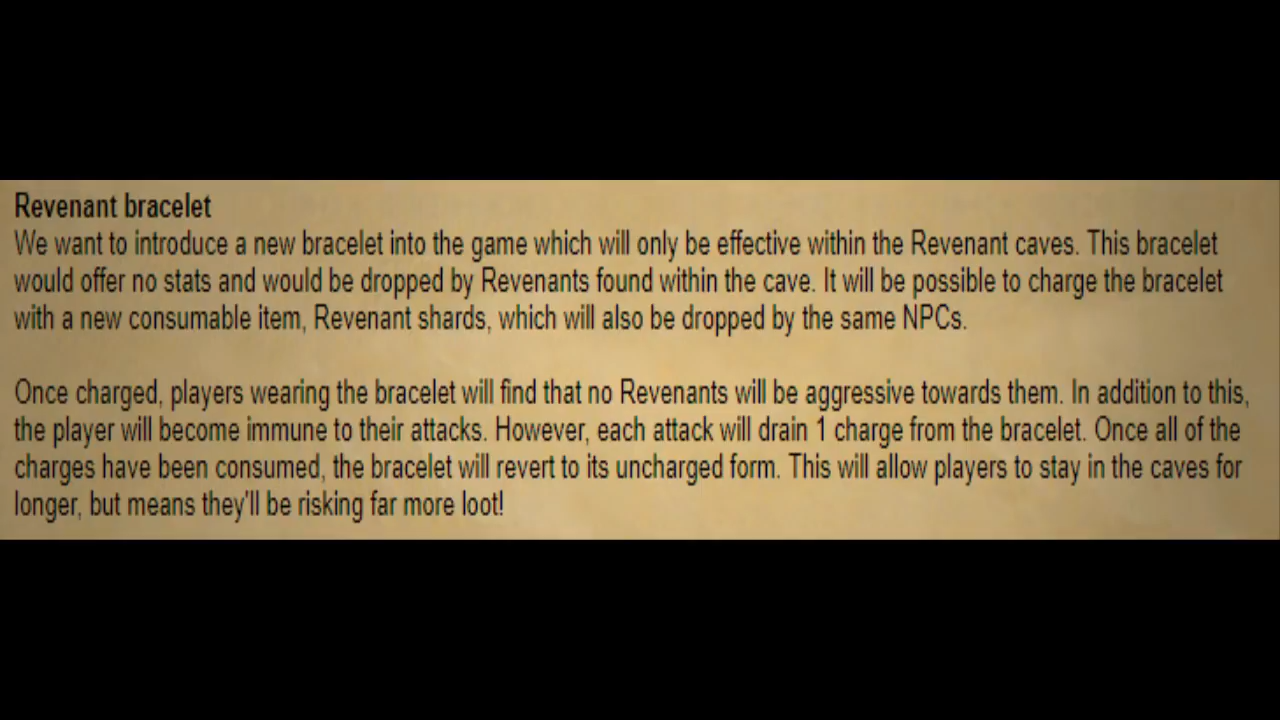 Revenant bracelet
We want to introduce a new bracelet into the game which will only be effective within the Revenant caves. This bracelet
would offer no stats and would be dropped by Revenants found within the cave. It will be possible to charge the bracelet
with a new consumable item, Revenant shards, which will also be dropped by the same NPCs.
Once charged, players wearing the bracelet will find that no Revenants will be aggressive towards them. In addition to this,
the player will become immune to their attacks. However, each attack will drain 1 charge from the bracelet. Once all of the
charges have been consumed, the bracelet will revert to its uncharged form. This will allow players to stay in the caves for
longer, but means they'll be risking far more loot!